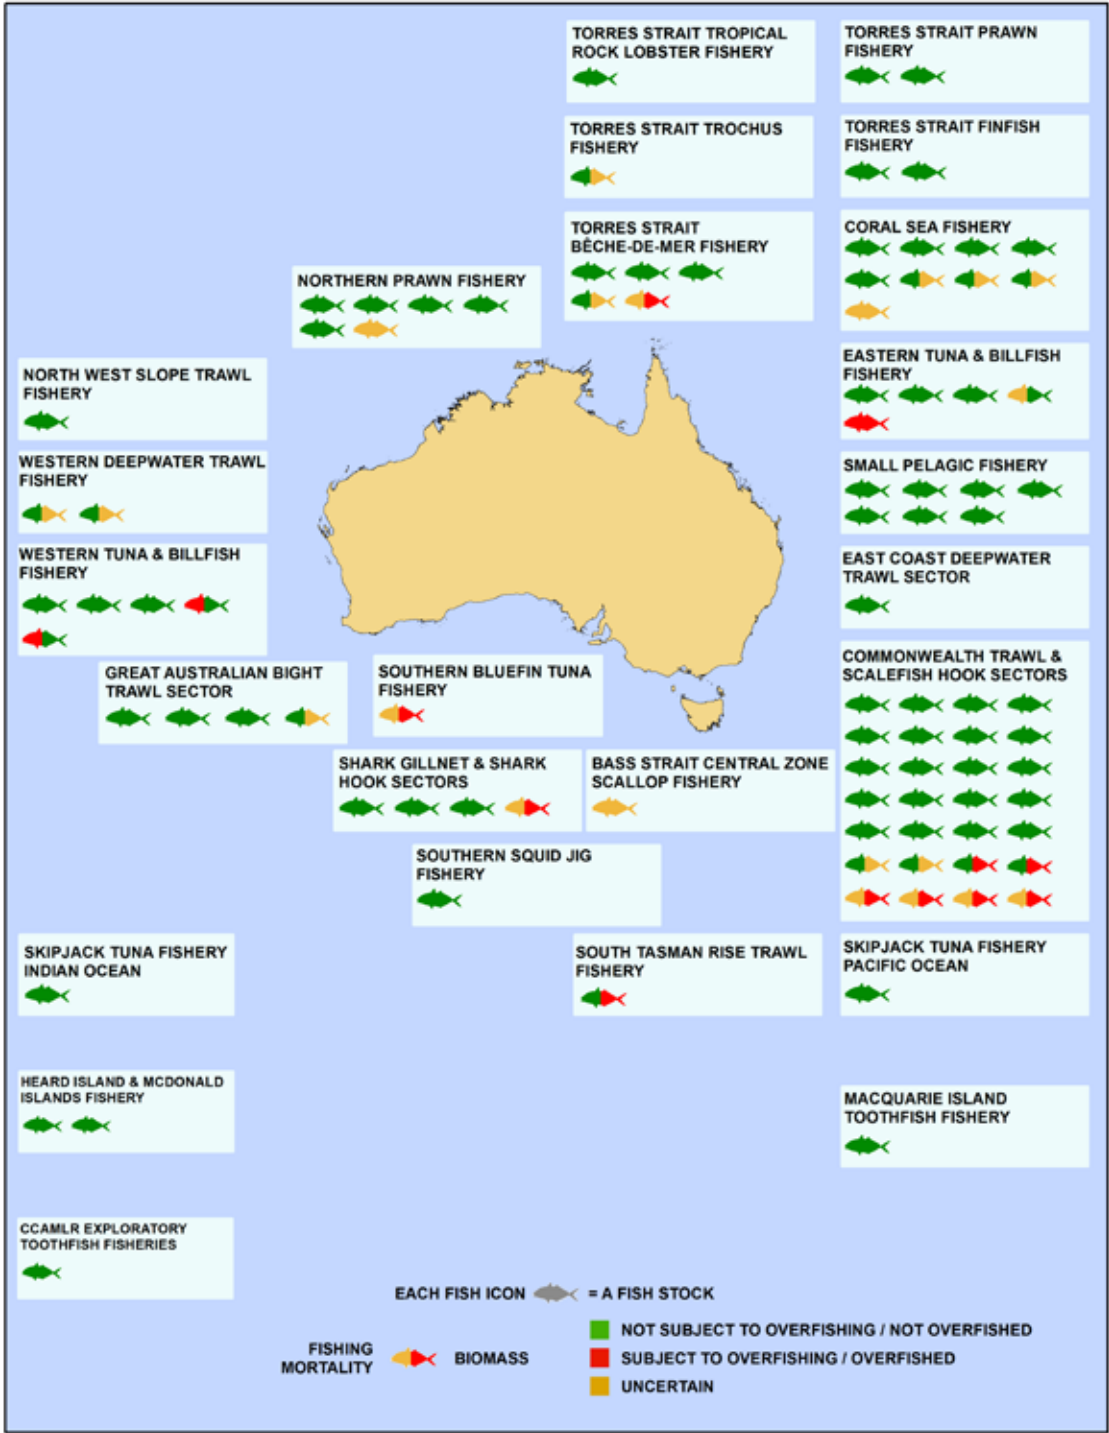 TORRES STRAIT TROPICAL
ROCK LOBSTER FISHERY
TORRES STRAIT PRAWN
FISHERY
TORRES STRAIT TROCHUS
FISHERY
TORRES STRAIT FINFISH
FISHERY
TORRES STRAIT
BÊCHE-DE-MER FISHERY
CORAL SEA FISHERY
NORTHERN PRAWN FISHERY
EASTERN TUNA & BILLFISH
FISHERY
NORTH WEST SLOPE TRAWL
FISHERY
WESTERN DEEPWATER TRAWL
FISHERY
SMALL PELAGIC FISHERY
WESTERN TUNA & BILLFISH
FISHERY
EAST COAST DEEPWATER
TRAWL SECTOR
GREAT AUSTRALIAN BIGHT
TRAWL SECTOR
SOUTHERN BLUEFIN TUNA
FISHERY
COMMONWEALTH TRAWL &
SCALEFISH HOOK SECTORS
SHARK GILLNET & SHARK
HOOK SECTORS
BASS STRAIT CENTRAL ZONE
SCALLOP FISHERY
SOUTHERN SQUID JIG
FISHERY
SKIPJACK TUNA FISHERY
INDIAN OCEAN
SOUTH TASMAN RISE TRAWL
FISHERY
SKIPJACK TUNA FISHERY
PACIFIC OCEAN
HEARD ISLAND & MCDONALD
ISLANDS FISHERY
MACQUARIE ISLAND
TOOTHFISH FISHERY
CCAMLR EXPLORATORY
TOOTHFISH FISHERIES
EACH FISH ICON = A FISH STOCK
FISHING
MORTALITY
BIOMASS
NOT SUBJECT TO OVERFISHING / NOT OVERFISHED
SUBJECT TO OVERFISHING / OVERFISHED
UNCERTAIN